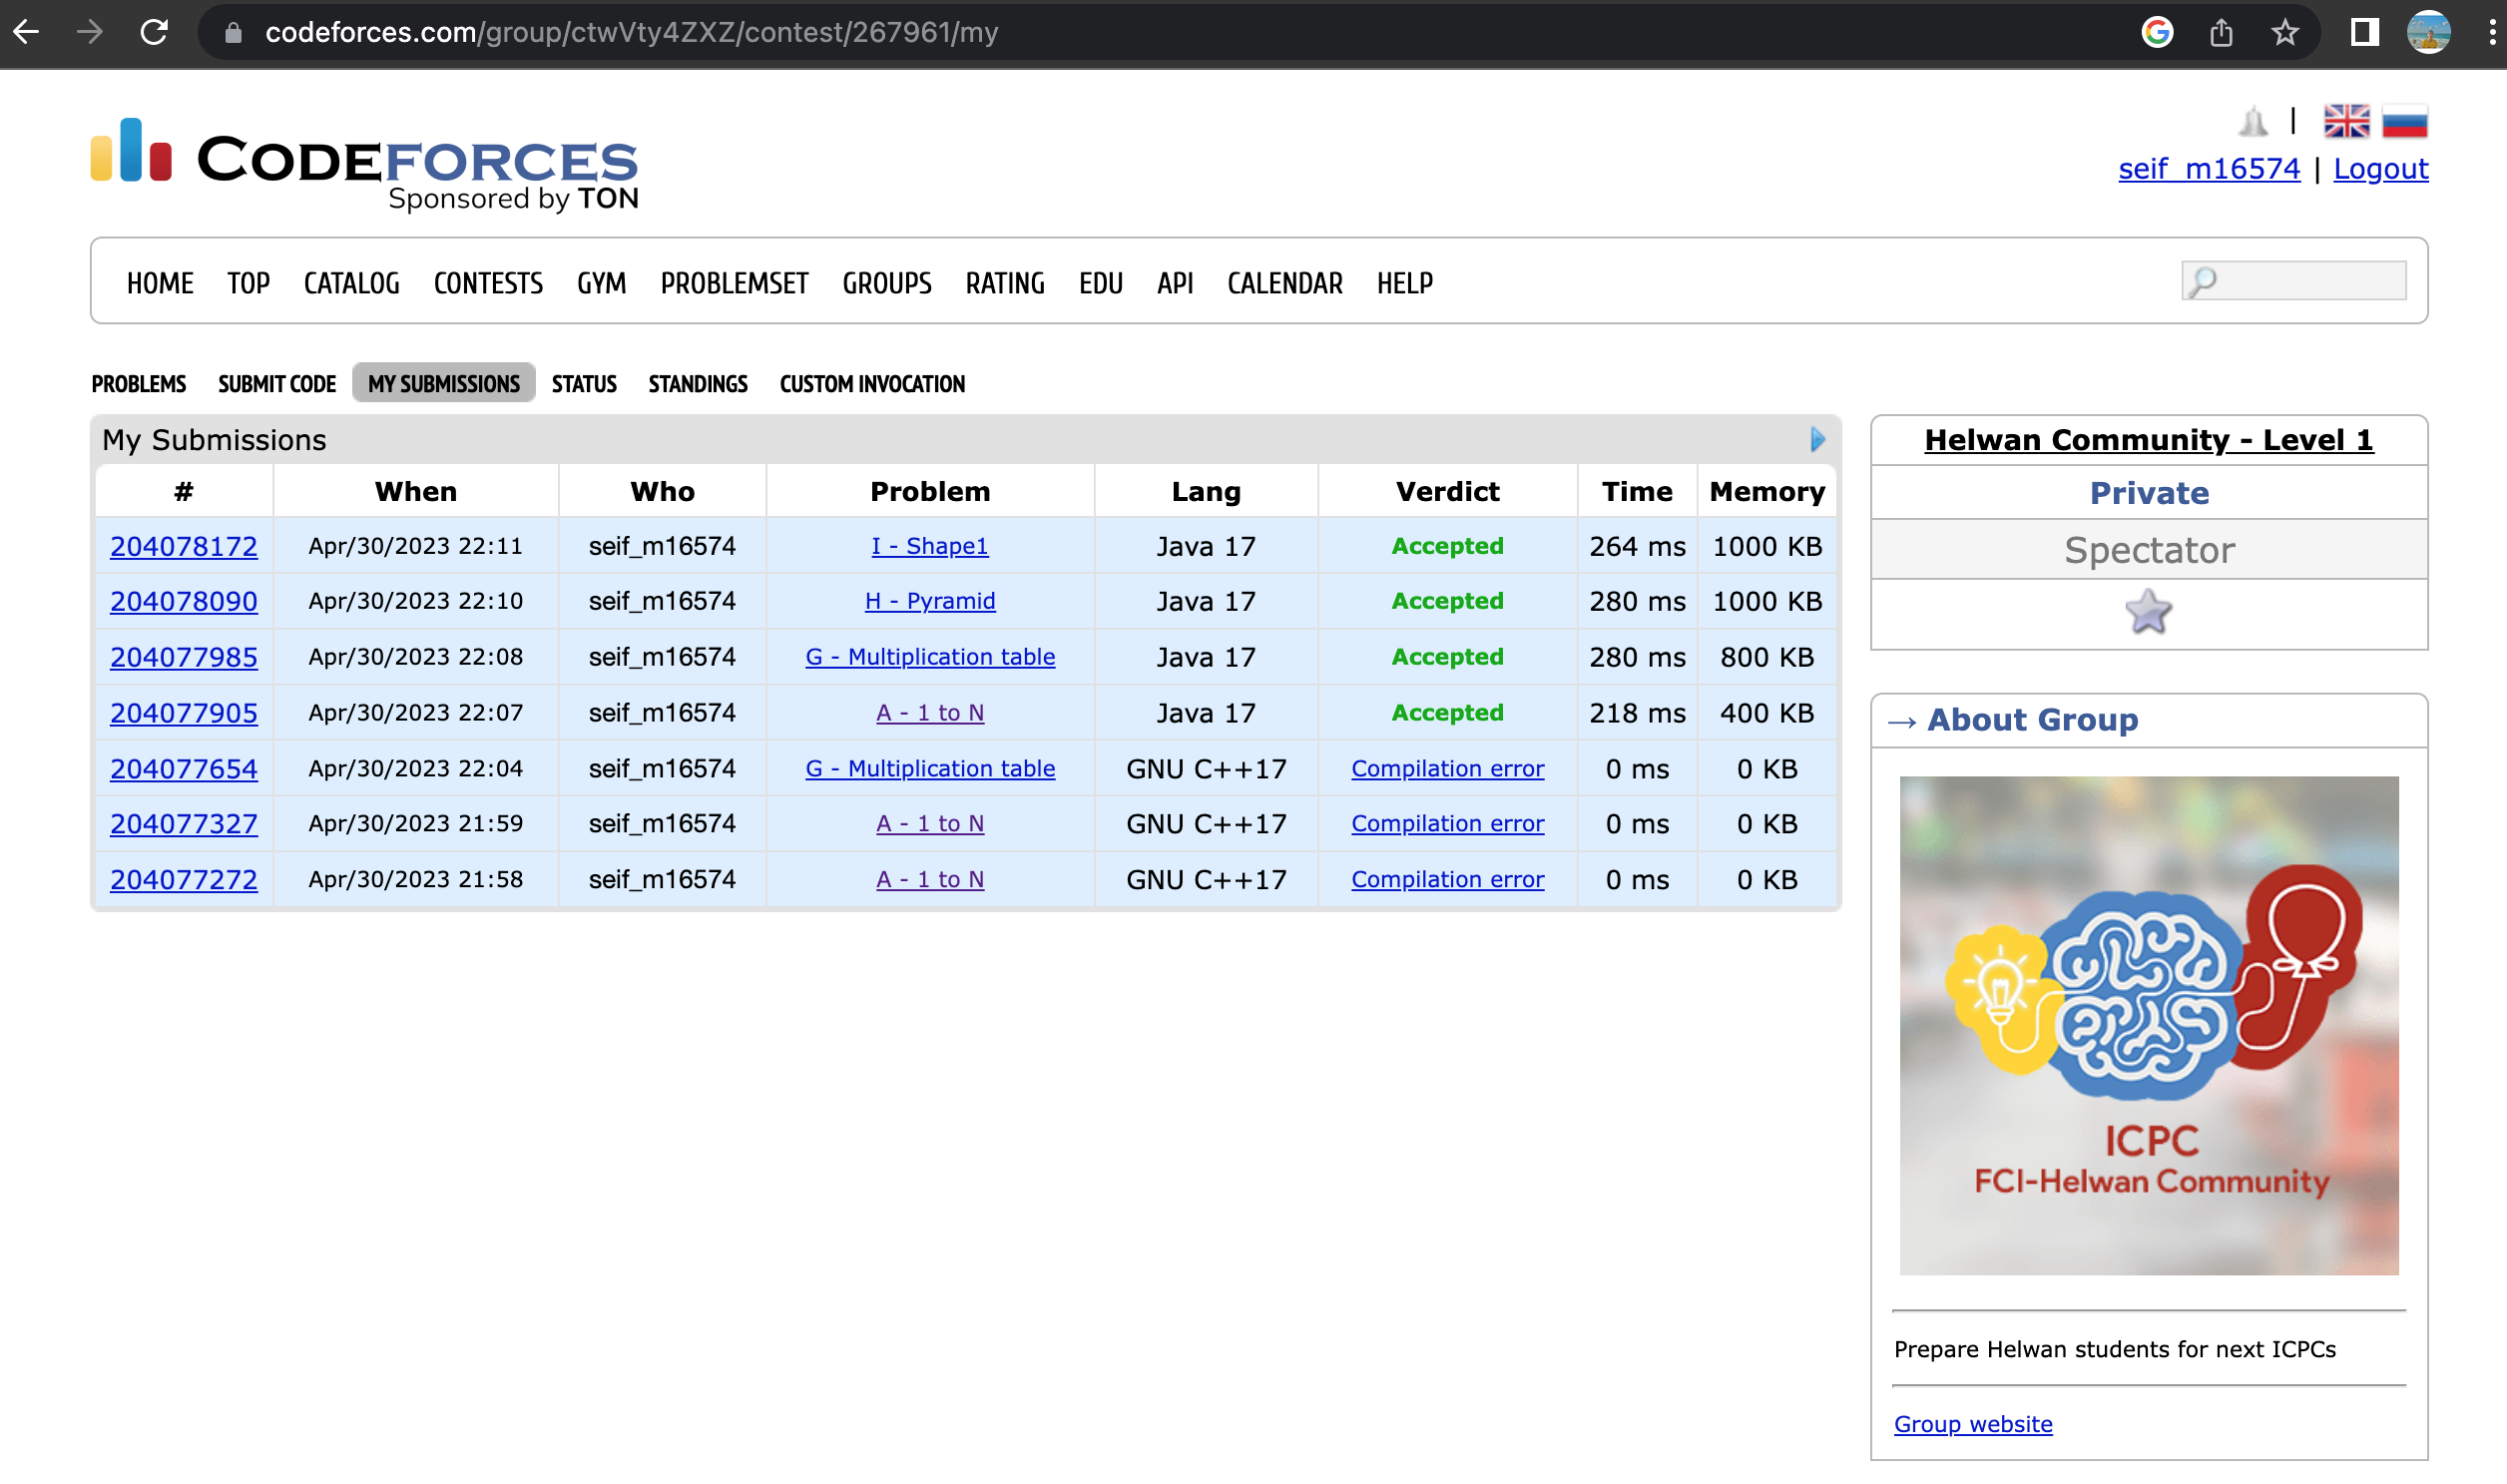 codeforces.com/group/ctwVty4ZXZ/contest/267961/my
CODEFORCES
Sponsored by TON
|
seif_m16574 | Logout
HOME TOP CATALOG CONTESTS GYM PROBLEMSET GROUPS RATING EDU API CALENDAR HELP
PROBLEMS SUBMIT CODE MY SUBMISSIONS STATUS STANDINGS CUSTOM INVOCATION
My Submissions
# When Who Problem Lang Verdict Time Memory
204078172 Apr/30/2023 22:11 seif_m16574 I - Shape1 Java 17 Accepted 264 ms 1000 KB
204078090 Apr/30/2023 22:10 seif_m16574 H - Pyramid Java 17 Accepted 280 ms 1000 KB
204077985 Apr/30/2023 22:08 seif_m16574 G - Multiplication table Java 17 Accepted 280 ms 800 KB
204077905 Apr/30/2023 22:07 seif_m16574 A - 1 to N Java 17 Accepted 218 ms 400 KB
204077654 Apr/30/2023 22:04 seif_m16574 G - Multiplication table GNU C++17 Compilation error 0 ms 0 KB
204077327 Apr/30/2023 21:59 seif_m16574 A - 1 to N GNU C++17 Compilation error 0 ms 0 KB
204077272 Apr/30/2023 21:58 seif_m16574 A - 1 to N GNU C++17 Compilation error 0 ms 0 KB
Helwan Community - Level 1
Private
Spectator
→ About Group
ICPC
FCI-Helwan Community
Prepare Helwan students for next ICPCs
Group website